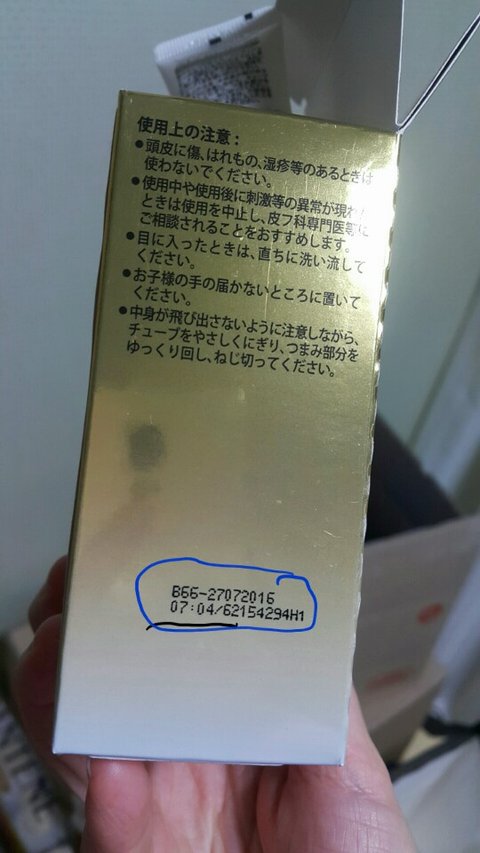 使用上の注意：
●頭皮に傷、はれもの、湿疹等のあるときは
使わないでください。
●使用中や使用後に刺激等の異常が現れた
ときは使用を中止し、皮フ科専門医等に
ご相談されることをおすすめします。
●目に入ったときは、直ちに洗い流して
ください。
●お子様の手の届かないところに置いて
ください。
●中身が飛び出さないように注意しながら、
チューブをやさしくにぎり、つまみ部分を
ゆっくり回し、ねじ切ってください。
B66-27072016
07:04/62154294H1